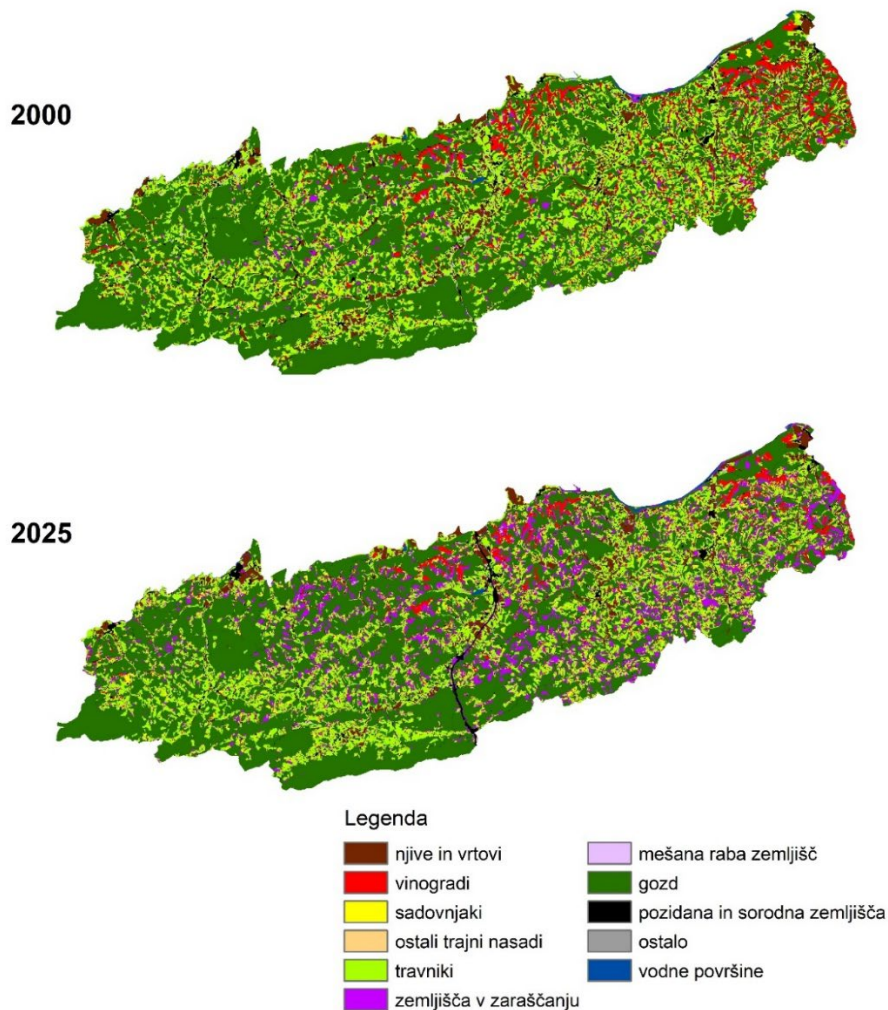 2000
2025
Legenda
njive in vrtovi
vinogradi
sadovnjaki
ostali trajni nasadi
travniki
zemljišča v zaraščanju
mešana raba zemljišč
gozd
pozidana in sorodna zemljišča
ostalo
vodne površine